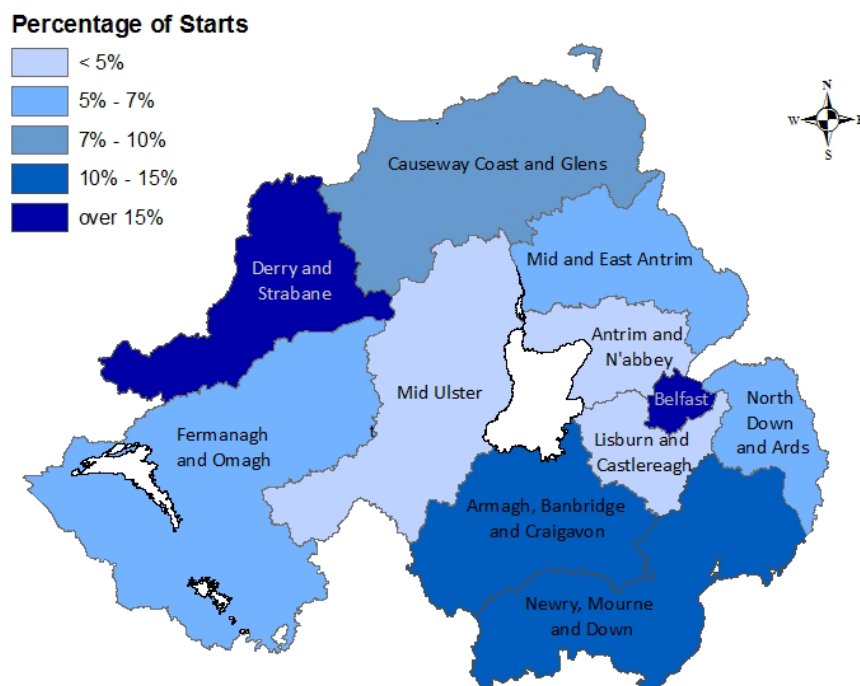 Percentage of Starts
< 5%
5% - 7%
7% - 10%
10% - 15%
over 15%
N
W
E
S
Causeway Coast and Glens
Derry and
Strabane
Mid and East Antrim
Antrim and
N'abbey
Mid Ulster
Belfast
North
Down
and Ards
Fermanagh
and Omagh
Lisburn and
Castlereagh
Armagh, Banbridge
and Craigavon
Newry, Mourne
and Down